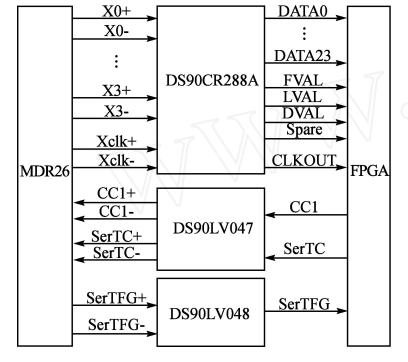 X0+
X0-
⋮
X3+
X3-
Xclk+
Xclk-
MDR26
CC1+
CC1-
SerTC+
SerTC-
SerTFG+
SerTFG-
DS90CR288A
DS90LV047
DS90LV048
DATA0
⋮
DATA23
FVAL
LVAL
DVAL
Spare
CLKOUT
CC1
SerTC
SerTFG
FPGA